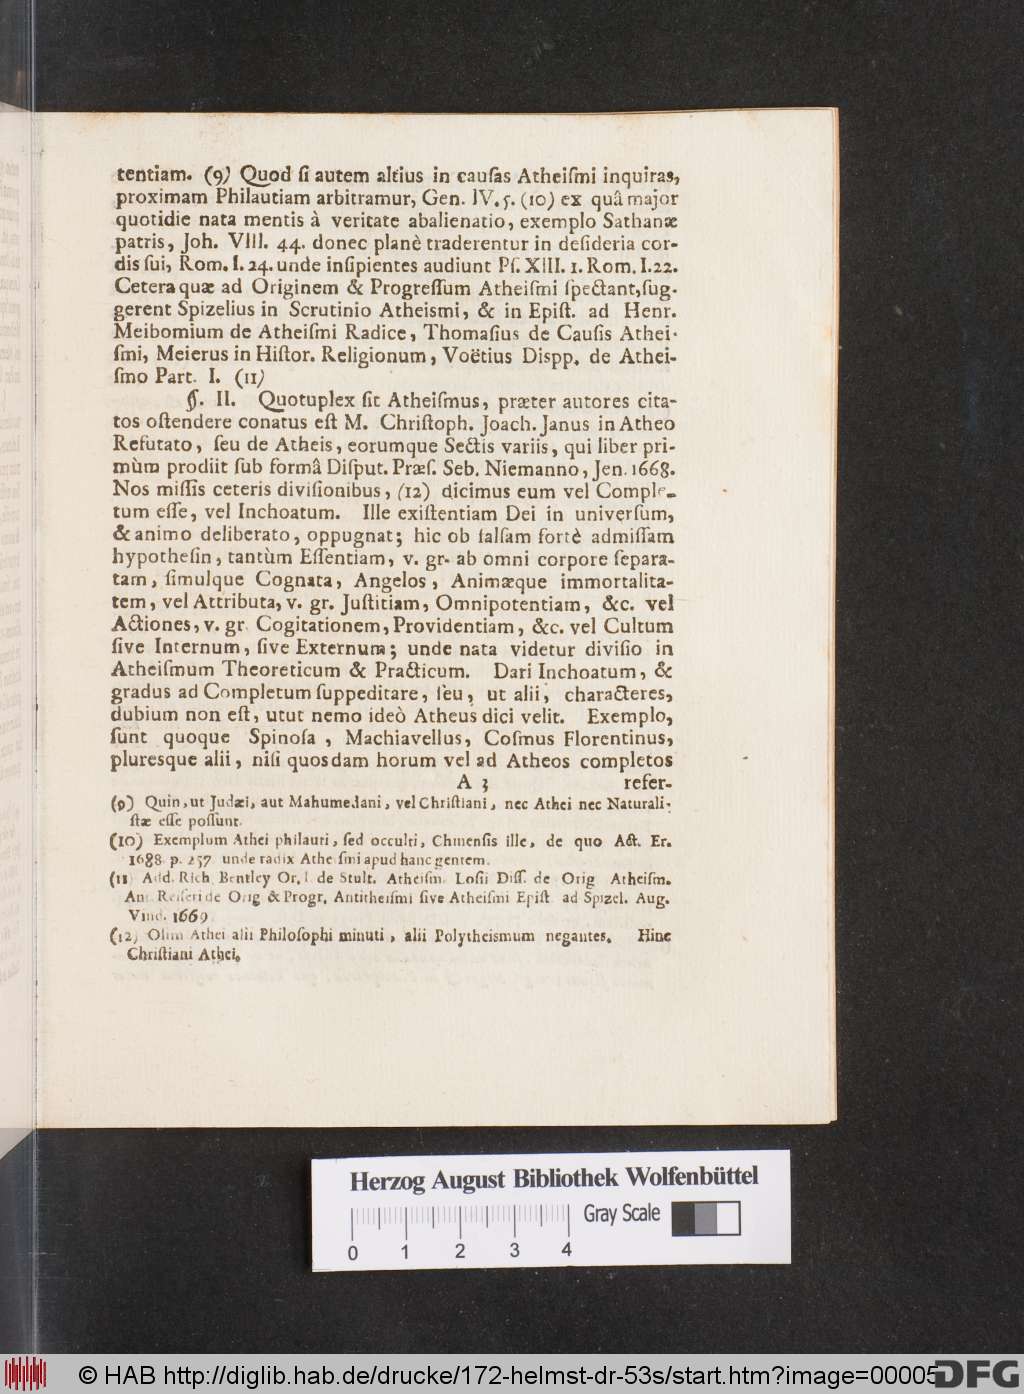 tentiam. (9) Quod ſi autem altius in cauſas Atheiſmi inquiras,
proximam Philautiam arbitramur, Gen. IV. 5. (10) ex quâ major
quotidie nata mentis à veritate abalienatio, exemplo Sathanæ
patris, Joh. VIII. 44. donec planè traderentur in deſideria cor-
dis ſui, Rom. I. 24. unde inſipientes audiunt Pſ. XIII. 1. Rom. I.22.
Cetera quæ ad Originem & Progreſſum Atheiſmi ſpectant, ſug-
gerent Spizelius in Scrutinio Atheismi, & in Epiſt. ad Henr.
Meibomium de Atheiſmi Radice, Thomaſius de Cauſis Athei-
ſmi, Meierus in Hiſtor. Religionum, Voëtius Dispp. de Athei-
ſmo Part. I. (11)
§. II. Quotuplex ſit Atheiſmus, præter autores cita-
tos oſtendere conatus eſt M. Chriſtoph. Joach. Janus in Atheo
Refutato, ſeu de Atheis, eorumque Sectis variis, qui liber pri-
mùm prodiit ſub formâ Diſput. Præſ. Seb. Niemanno, Jen. 1668.
Nos miſſis ceteris diviſionibus, (12) dicimus eum vel Comple-
tum eſſe, vel Inchoatum. Ille exiſtentiam Dei in univerſum,
& animo deliberato, oppugnat; hic ob falſam fortè admiſſam
hypotheſin, tantùm Eſſentiam, v. gr. ab omni corpore ſepara-
tam, ſimulque Cognata, Angelos, Animæque immortalita-
tem, vel Attributa, v. gr. Juſtitiam, Omnipotentiam, &c. vel
Actiones, v. gr. Cogitationem, Providentiam, &c. vel Cultum
ſive Internum, ſive Externum; unde nata videtur diviſio in
Atheiſmum Theoreticum & Practicum. Dari Inchoatum, &
gradus ad Completum ſuppeditare, ſeu, ut alii, characteres,
dubium non eſt, utut nemo ideò Atheus dici velit. Exemplo,
ſunt quoque Spinoſa, Machiavellus, Coſmus Florentinus,
pluresque alii, niſi quosdam horum vel ad Atheos completos
A 3 refer-
(9) Quin, ut Judæi, aut Mahumedani, vel Chriſtiani, nec Athei nec Naturali-
ſtæ eſſe poſſunt.
(10) Exemplum Athei philauti, ſed occulti, Chinenſis ille, de quo Act. Er.
1688. p. 257 unde radix Atheiſmi apud hanc gentem.
(11) Add. Rich. Bentley Or. I. de Stult. Atheiſm. Loſii Diſſ. de Orig Atheiſm.
Ant. Reiſeri de Orig & Progr. Antitheiſmi ſive Atheiſmi Epiſt. ad Spizel. Aug.
Vind. 1669
(12) Olim Athei alii Philoſophi minuti, alii Polytheismum negantes. Hinc
Chriſtiani Athei.
Herzog August Bibliothek Wolfenbüttel
Gray Scale
0 1 2 3 4
© HAB http://diglib.hab.de/drucke/172-helmst-dr-53s/start.htm?image=00005
DFG